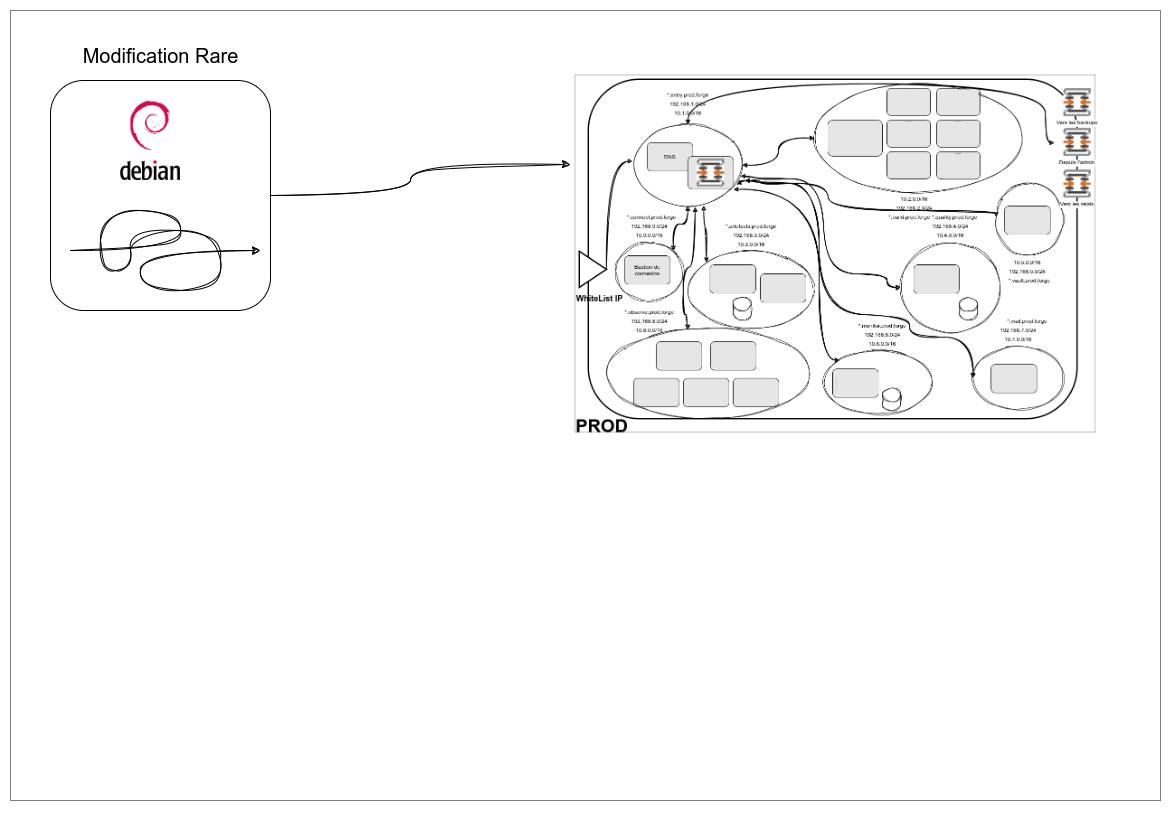 Modification Rare
debian
*.entry.prod.forge
192.168.1.0/24
10.1.0.0/16
DNS
Vers les backups
Depuis l'admin
Vers les relais
10.2.0.0/16
192.168.2.0/24
*.build.prod.forge
*.quality.prod.forge
192.168.4.0/24
10.4.0.0/16
*.connect.prod.forge
192.168.9.0/24
10.9.0.0/16
Bastion de
connexion
*.artefacts.prod.forge
192.168.3.0/24
10.3.0.0/16
10.5.0.0/16
192.168.5.0/24
*.vault.prod.forge
WhiteList IP
*.observe.prod.forge
192.168.8.0/24
10.8.0.0/16
*.monitor.prod.forge
192.168.6.0/24
10.6.0.0/16
*.mail.prod.forge
192.168.7.0/24
10.7.0.0/16
PROD